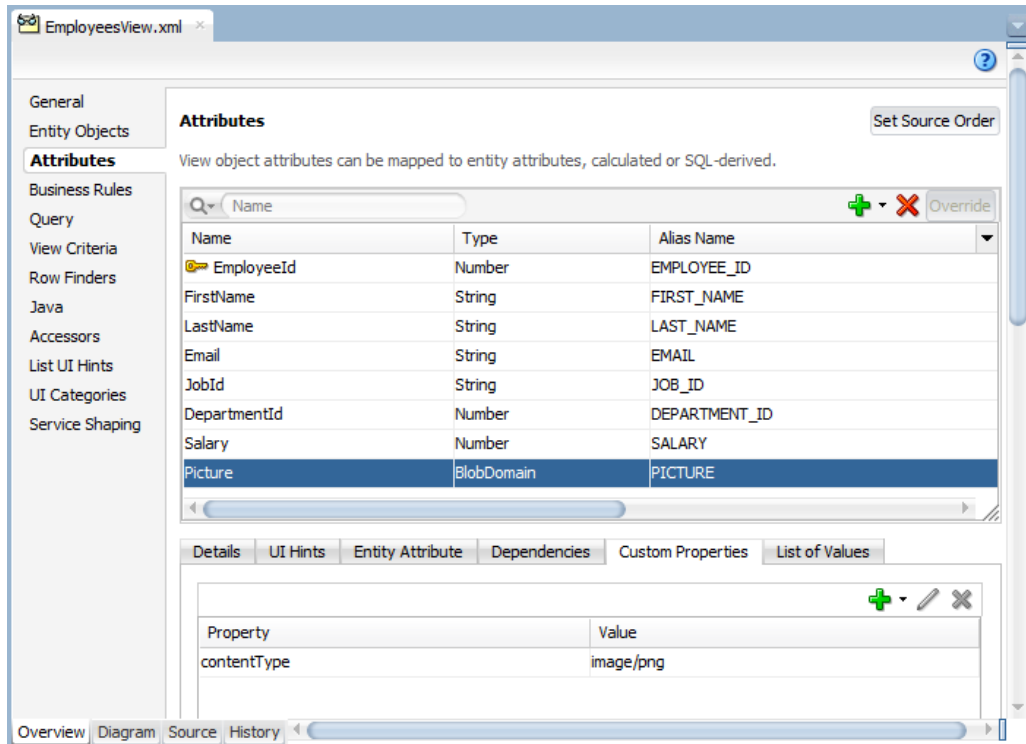 EmployeesView.xml
General
Entity Objects
Attributes
Business Rules
Query
View Criteria
Row Finders
Java
Accessors
List UI Hints
UI Categories
Service Shaping
Attributes
Set Source Order
View object attributes can be mapped to entity attributes, calculated or SQL-derived.
Name
Override
Name Type Alias Name
EmployeeId Number EMPLOYEE_ID
FirstName String FIRST_NAME
LastName String LAST_NAME
Email String EMAIL
JobId String JOB_ID
DepartmentId Number DEPARTMENT_ID
Salary Number SALARY
Picture BlobDomain PICTURE
Details UI Hints Entity Attribute Dependencies Custom Properties List of Values
Property Value
contentType image/png
Overview Diagram Source History